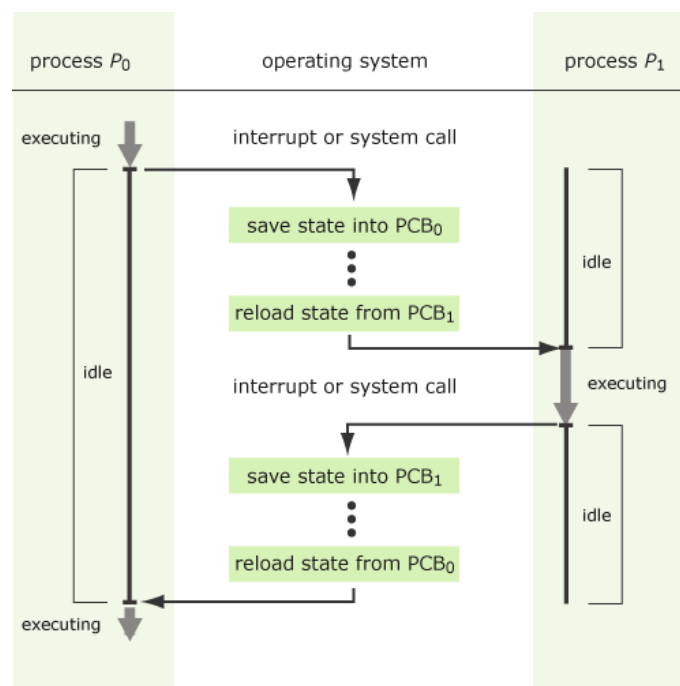 process P₀ operating system process P₁
executing interrupt or system call
save state into PCB₀
idle
reload state from PCB₁
idle
interrupt or system call executing
save state into PCB₁
idle
reload state from PCB₀
executing